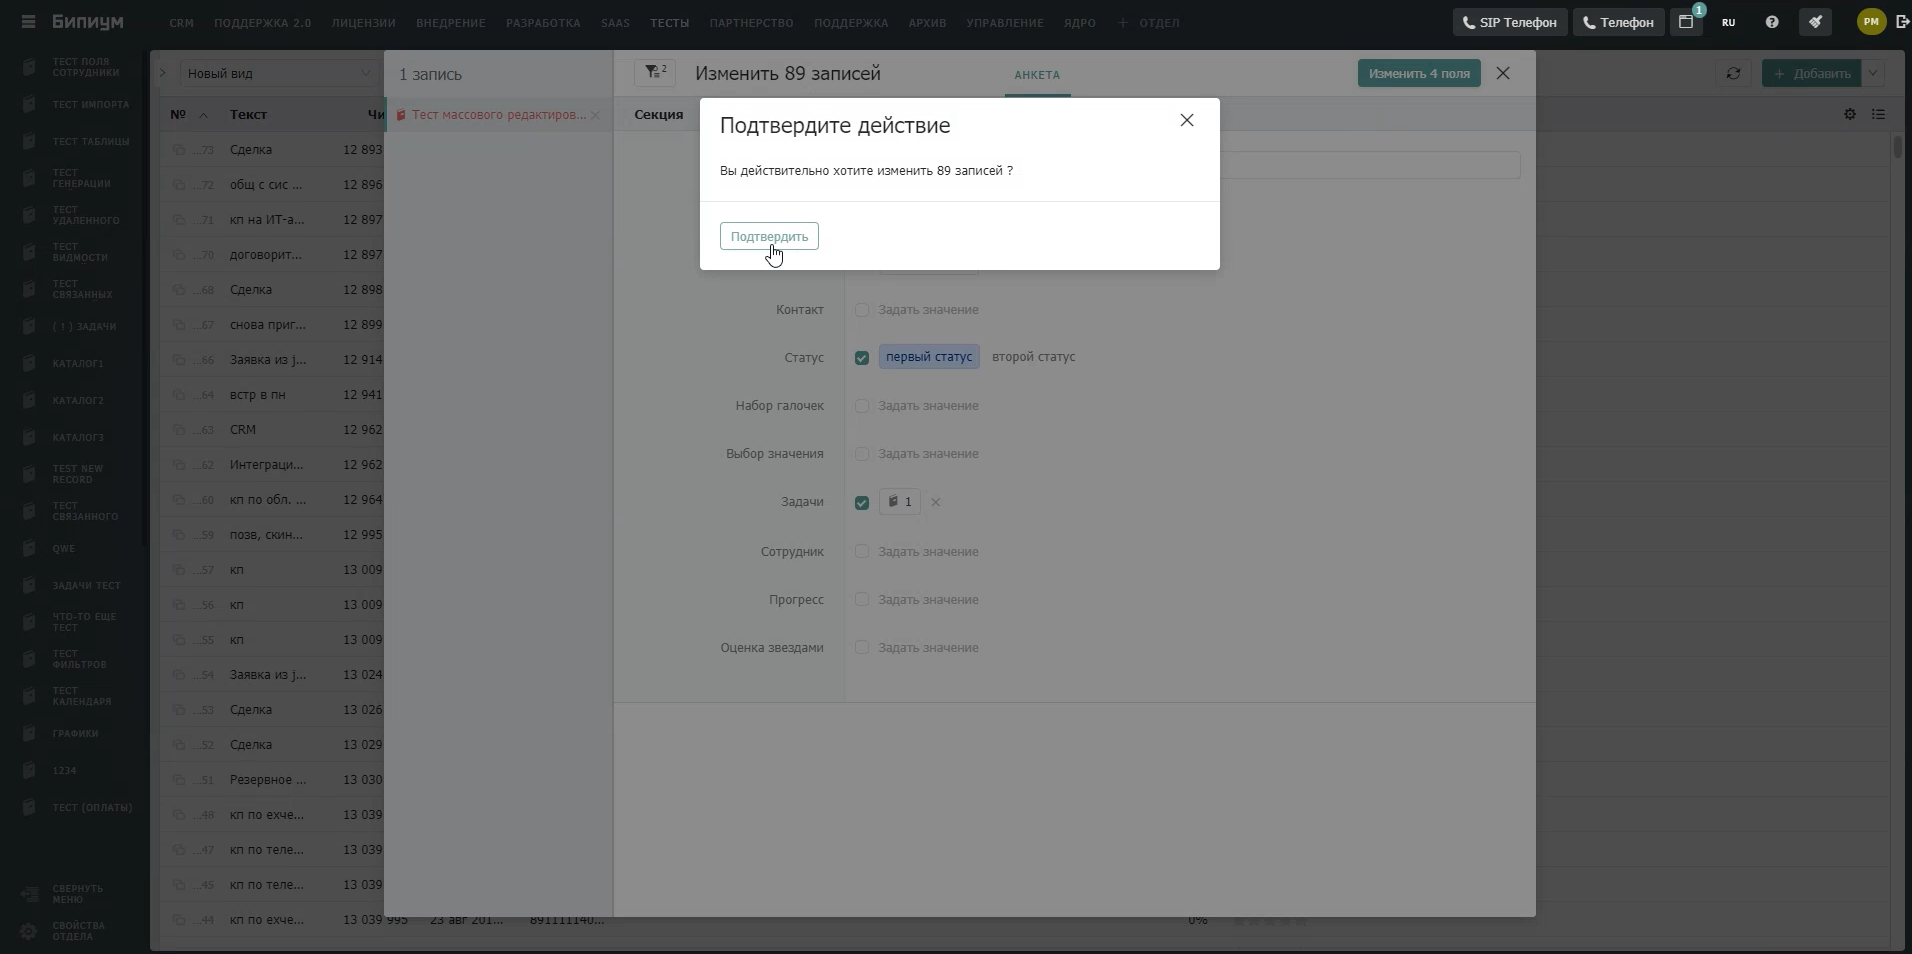 Бипиум
CRM
ПОДДЕРЖКА 2.0
ЛИЦЕНЗИИ
ВНЕДРЕНИЕ
РАЗРАБОТКА
SAAS
ТЕСТЫ
ПАРТНЕРСТВО
ПОДДЕРЖКА
АРХИВ
УПРАВЛЕНИЕ
ЯДРО
+ ОТДЕЛ
SIP Телефон
Телефон
1
RU
?
PM
ТЕСТ ПОЛЯ
СОТРУДНИКИ
ТЕСТ ИМПОРТА
ТЕСТ ТАБЛИЦЫ
ТЕСТ
ГЕНЕРАЦИИ
ТЕСТ
УДАЛЕННОГО
ТЕСТ
ВИДМОСТИ
ТЕСТ
СВЯЗАННЫХ
( ! ) ЗАДАЧИ
КАТАЛОГ1
КАТАЛОГ2
КАТАЛОГ3
TEST NEW
RECORD
ТЕСТ
СВЯЗАННОГО
QWE
ЗАДАЧИ ТЕСТ
ЧТО-ТО ЕЩЕ
ТЕСТ
ТЕСТ
ФИЛЬТРОВ
ТЕСТ
КАЛЕНДАРЯ
ГРАФИКИ
1234
ТЕСТ (ОПЛАТЫ)
СВЕРНУТЬ
МЕНЮ
СВОЙСТВА
ОТДЕЛА
Новый вид
+ Добавить
№ Текст Чи
...73 Сделка 12 893
...72 общ с сис ... 12 896
...71 кп на ИТ-а... 12 897
...70 договорит... 12 897
...68 Сделка 12 898
...67 снова приг... 12 899
...66 Заявка из j... 12 914
...64 встр в пн 12 941
...63 CRM 12 962
...62 Интеграци... 12 962
...60 кп по обл. ... 12 964
...59 позв, скин... 12 995
...57 кп 13 009
...56 кп 13 009
...55 кп 13 009
...54 Заявка из j... 13 024
...53 Сделка 13 026
...52 Сделка 13 029
...51 Резервное ... 13 030
...48 кп по ехче... 13 039
...47 кп по теле... 13 039
...45 кп по теле... 13 039
...44 кп по ехче... 13 039 995 23 авг 201... 891111140... 0%
1 запись
Тест массового редактиров...
2
Изменить 89 записей
АНКЕТА
Изменить 4 поля
Секция
Подтвердите действие
Вы действительно хотите изменить 89 записей ?
Подтвердить
Контакт Задать значение
Статус первый статус второй статус
Набор галочек Задать значение
Выбор значения Задать значение
Задачи 1
Сотрудник Задать значение
Прогресс Задать значение
Оценка звездами Задать значение